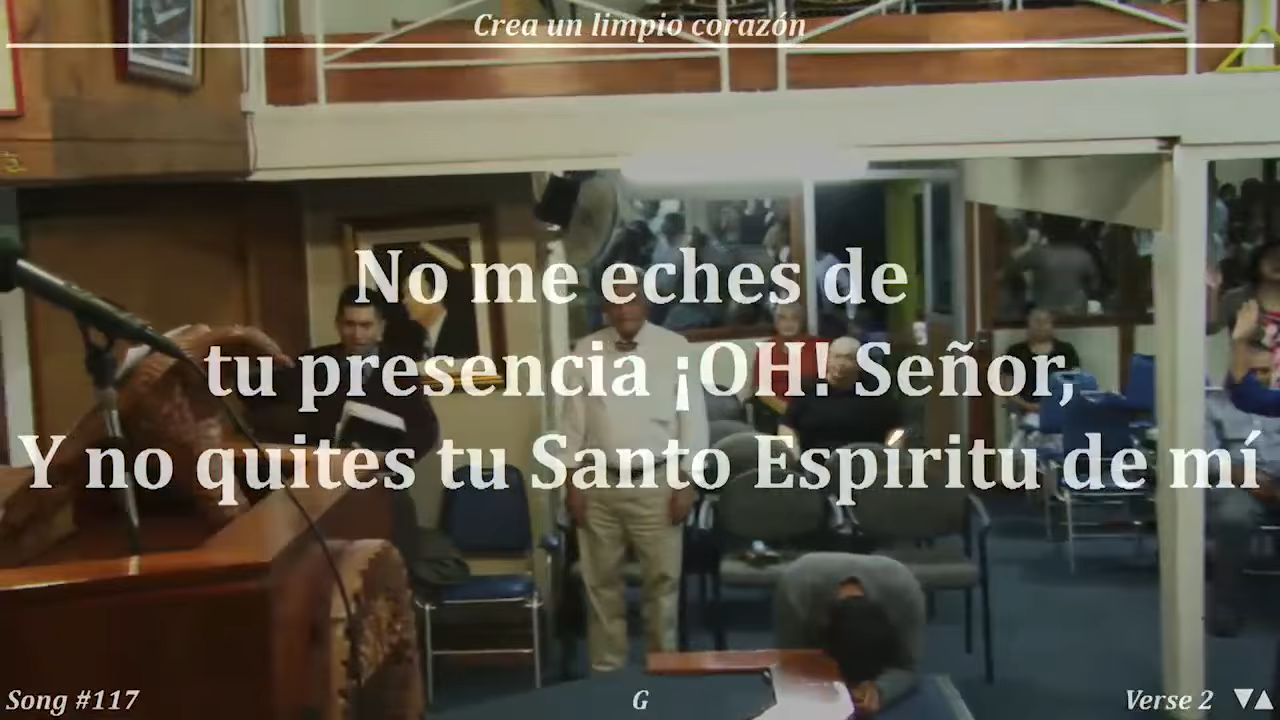 Crea un limpio corazón
No me eches de
tu presencia ¡OH! Señor,
Y no quites tu Santo Espíritu de mí
Song #117
G
Verse 2 ▼▲